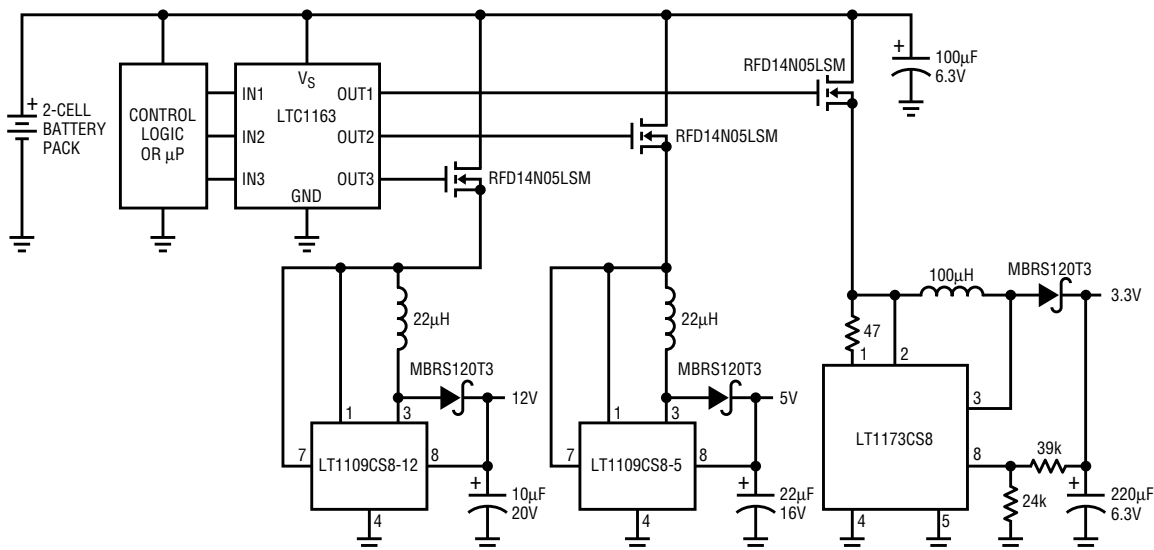 +
2-CELL
BATTERY
PACK
CONTROL
LOGIC
OR µP
VS
LTC1163
IN1
IN2
IN3
OUT1
OUT2
OUT3
GND
RFD14N05LSM
RFD14N05LSM
RFD14N05LSM
+
100µF
6.3V
22µH
MBRS120T3
12V
1
3
7
LT1109CS8-12
8
4
+
10µF
20V
22µH
MBRS120T3
5V
1
3
7
LT1109CS8-5
8
4
+
22µF
16V
100µH
MBRS120T3
3.3V
47
1
2
3
LT1173CS8
8
39k
24k
4
5
+
220µF
6.3V